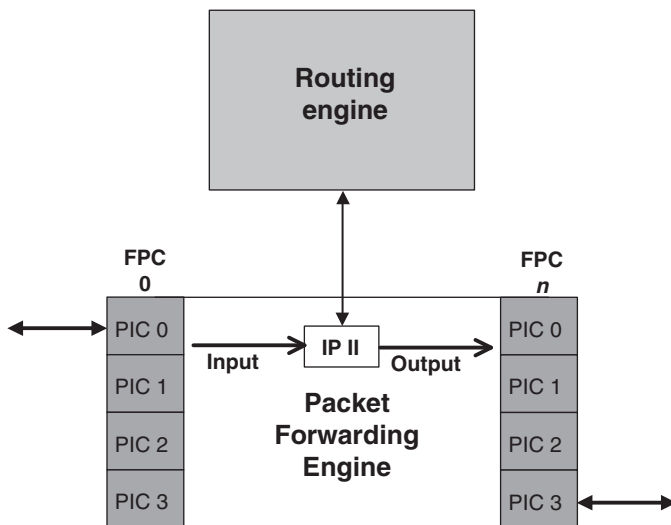 Routing
engine
FPC
0
FPC
n
PIC 0
PIC 1
PIC 2
PIC 3
Input
IP II
Output
Packet
Forwarding
Engine
PIC 0
PIC 1
PIC 2
PIC 3